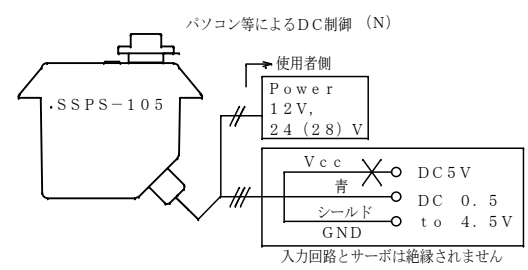 パソコン等によるDC制御 (N)
使用者側
Power
12V,
24(28)V
.SSPS-105
Vcc
DC5V
青
DC 0.5
シールド
to 4.5V
GND
入力回路とサーボは絶縁されません